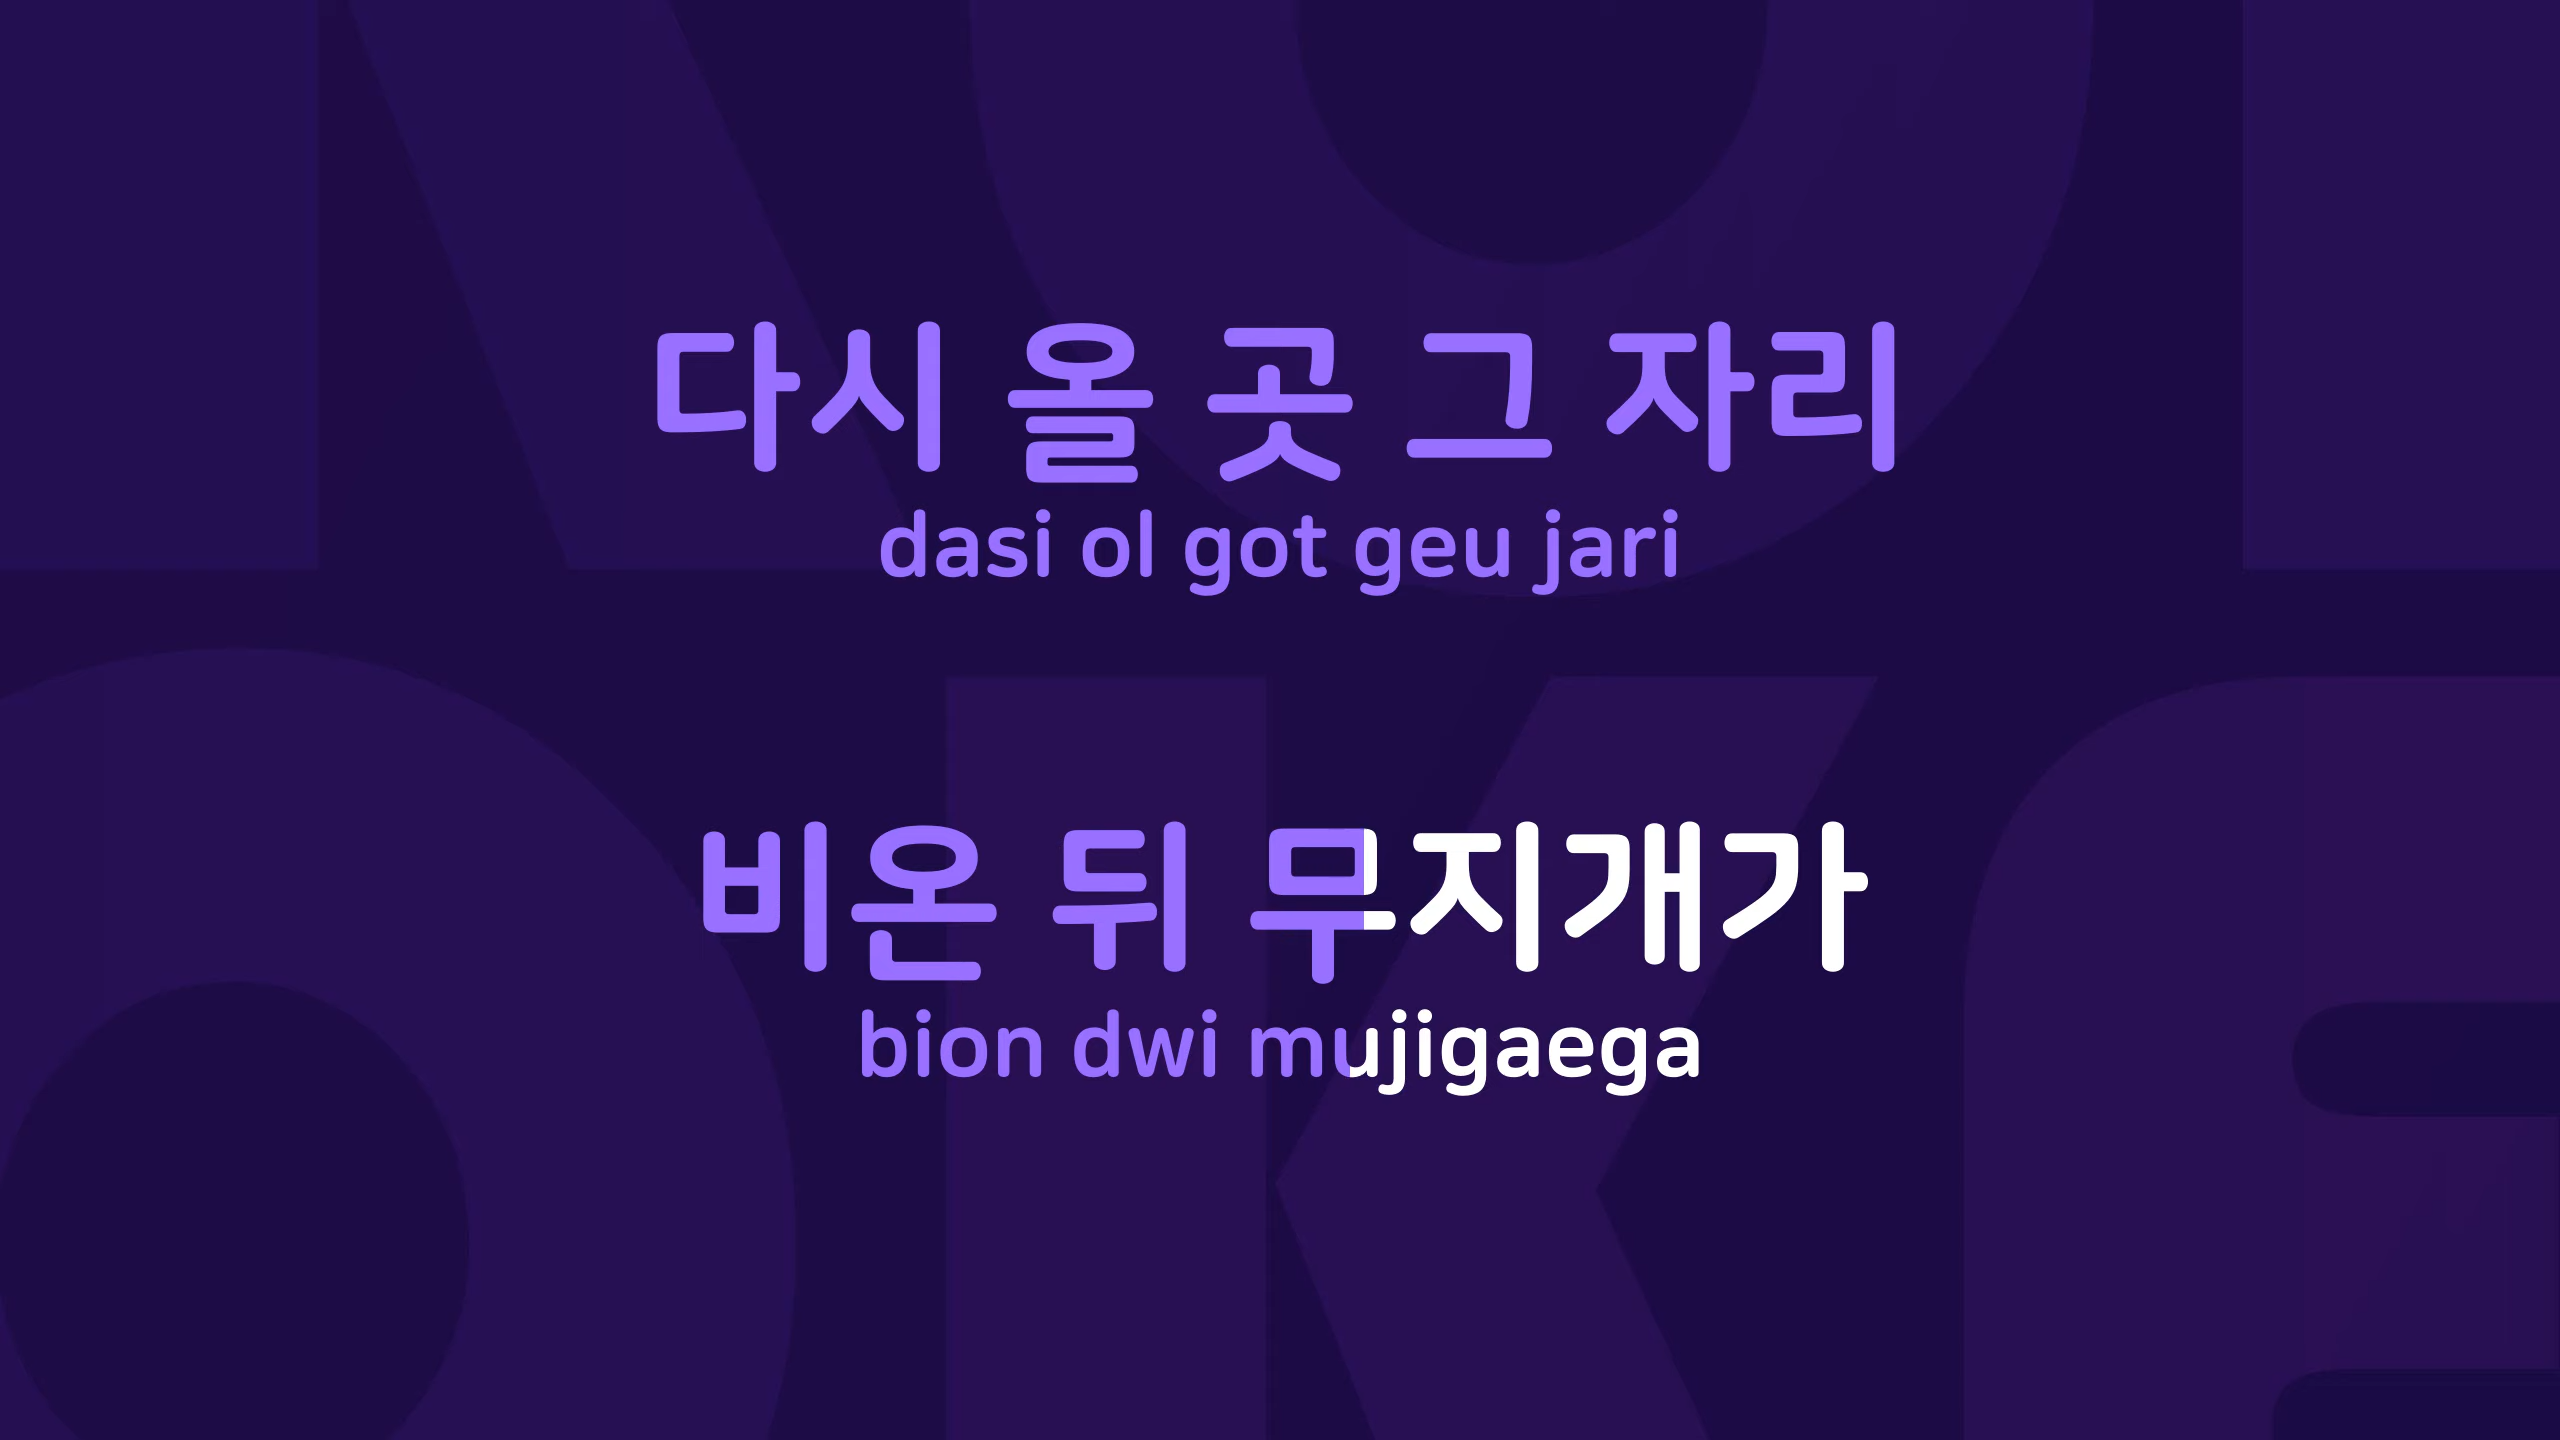 다시 올 곳 그 자리
dasi ol got geu jari
비온 뒤 무지개가
bion dwi mujigaega